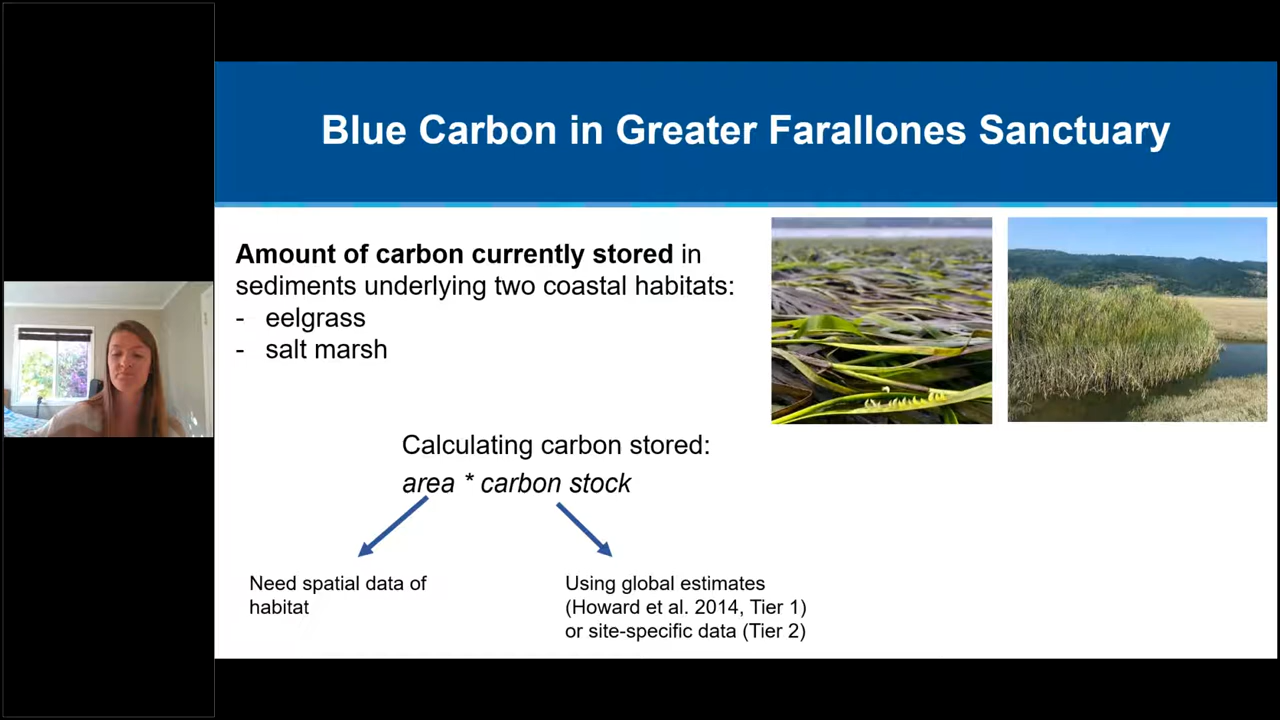 Blue Carbon in Greater Farallones Sanctuary
Amount of carbon currently stored in
sediments underlying two coastal habitats:
- eelgrass
- salt marsh
Calculating carbon stored:
area * carbon stock
Need spatial data of
habitat
Using global estimates
(Howard et al. 2014, Tier 1)
or site-specific data (Tier 2)